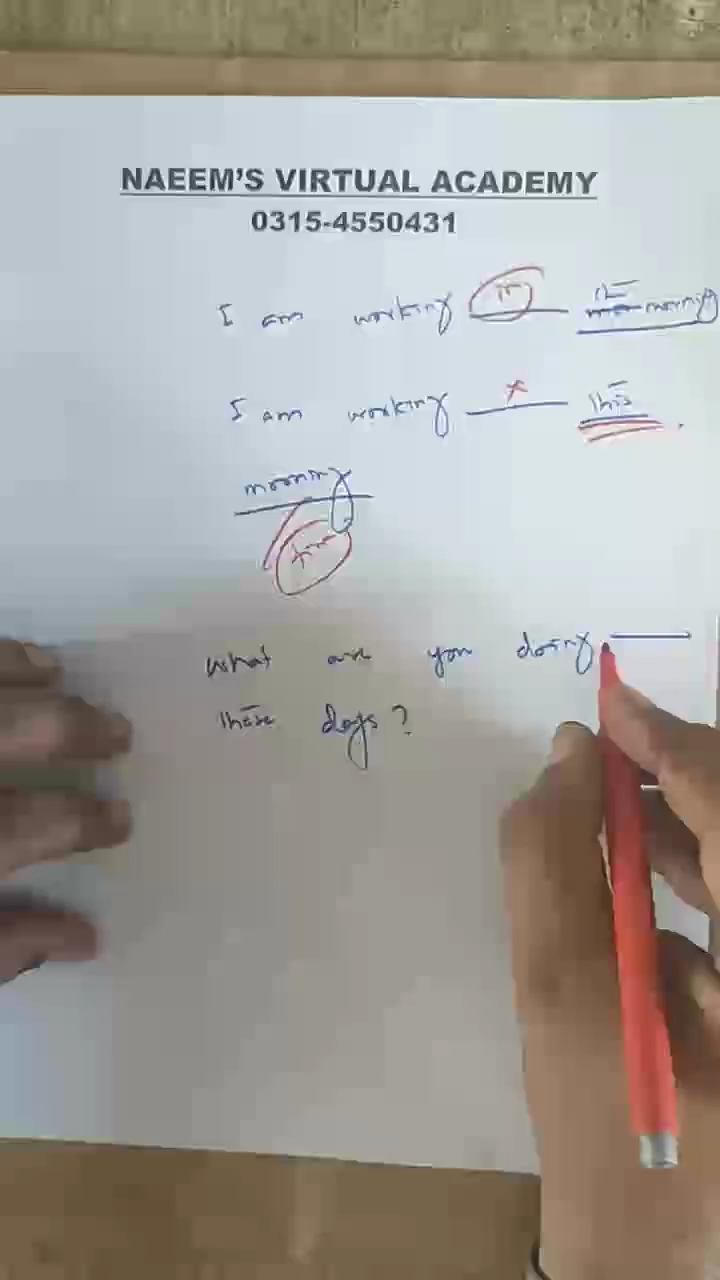 NAEEM'S VIRTUAL ACADEMY
0315-4550431
I am working in the morning
I am working × this
morning
time
What are you doing
these days?